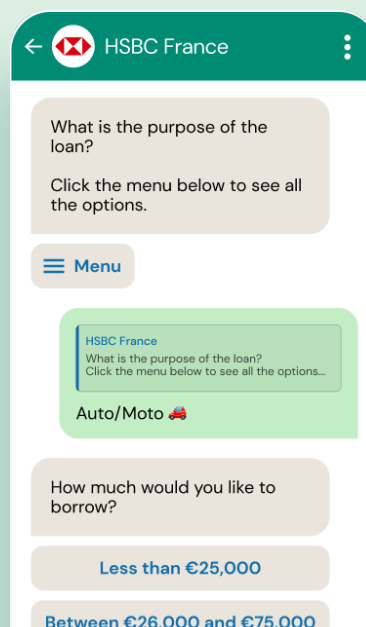 HSBC France
What is the purpose of the
loan?
Click the menu below to see all
the options.
Menu
HSBC France
What is the purpose of the loan?
Click the menu below to see all the options...
Auto/Moto 🚗
How much would you like to
borrow?
Less than €25,000
Between €26,000 and €75,000